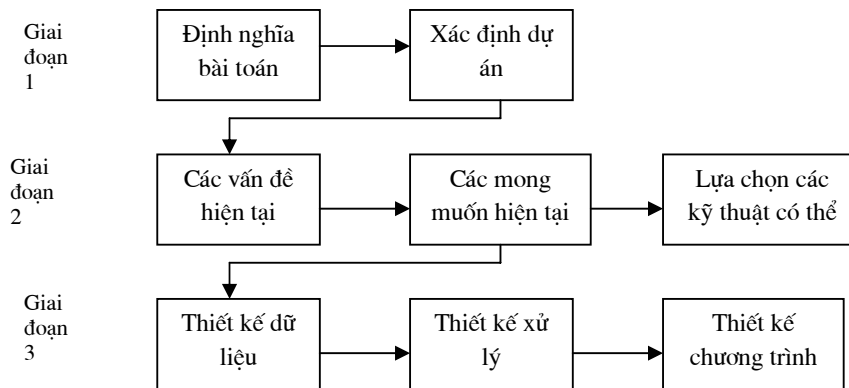 Giai
đoạn
1
Định nghĩa
bài toán
Xác định dự
án
Giai
đoạn
2
Các vấn đề
hiện tại
Các mong
muốn hiện tại
Lựa chọn các
kỹ thuật có thể
Giai
đoạn
3
Thiết kế dữ
liệu
Thiết kế xử
lý
Thiết kế
chương trình